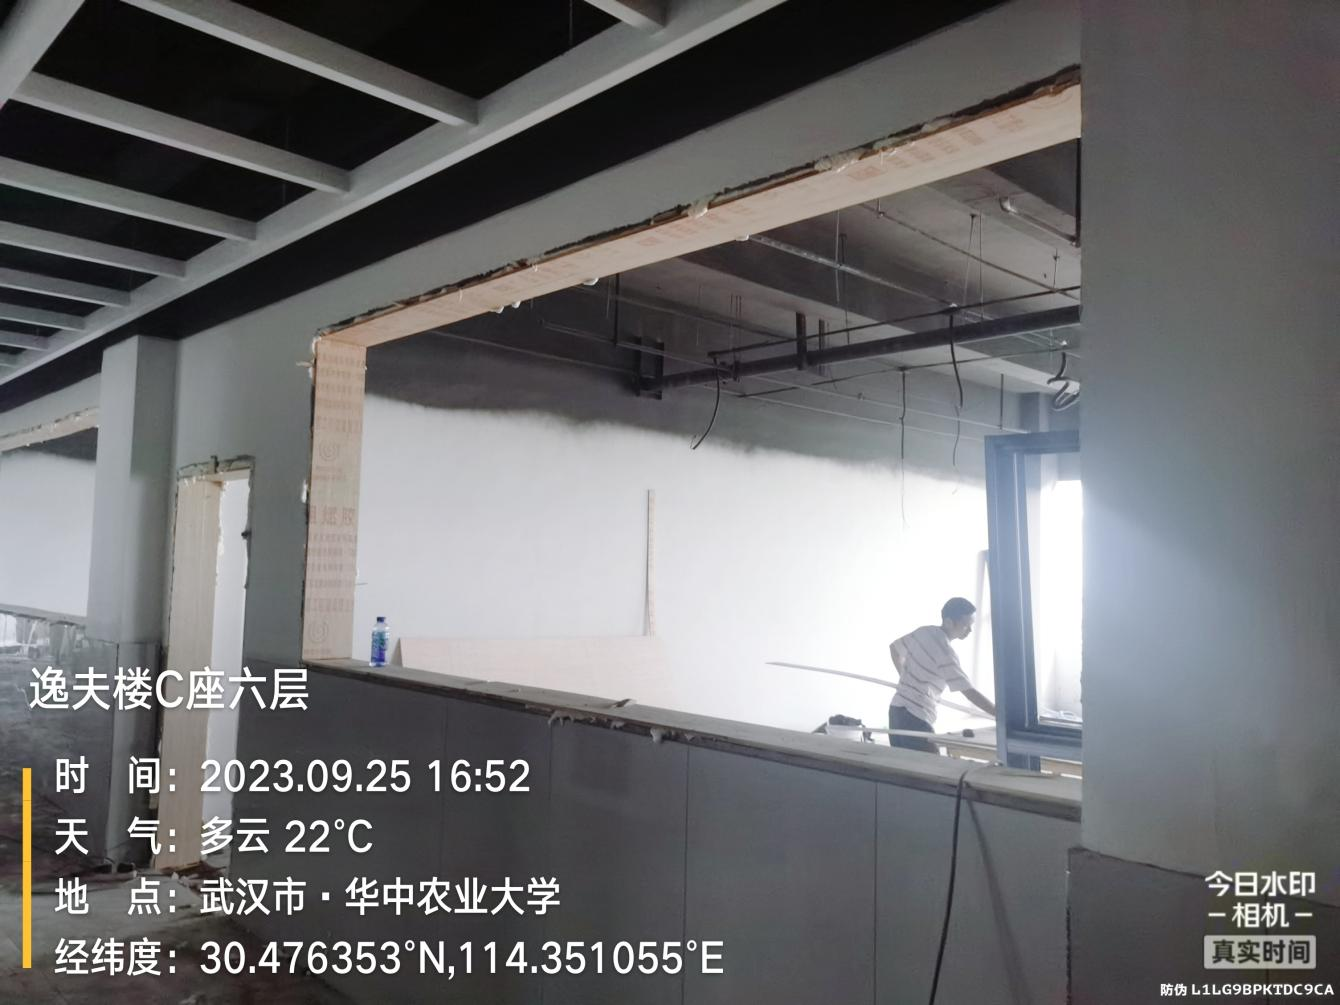 逸夫楼C座六层
时 间：2023.09.25 16:52
天 气：多云 22°C
地 点：武汉市·华中农业大学
经纬度：30.476353°N,114.351055°E
今日水印
-相机-
真实时间
防伪 L1LG9BPKTDC9CA